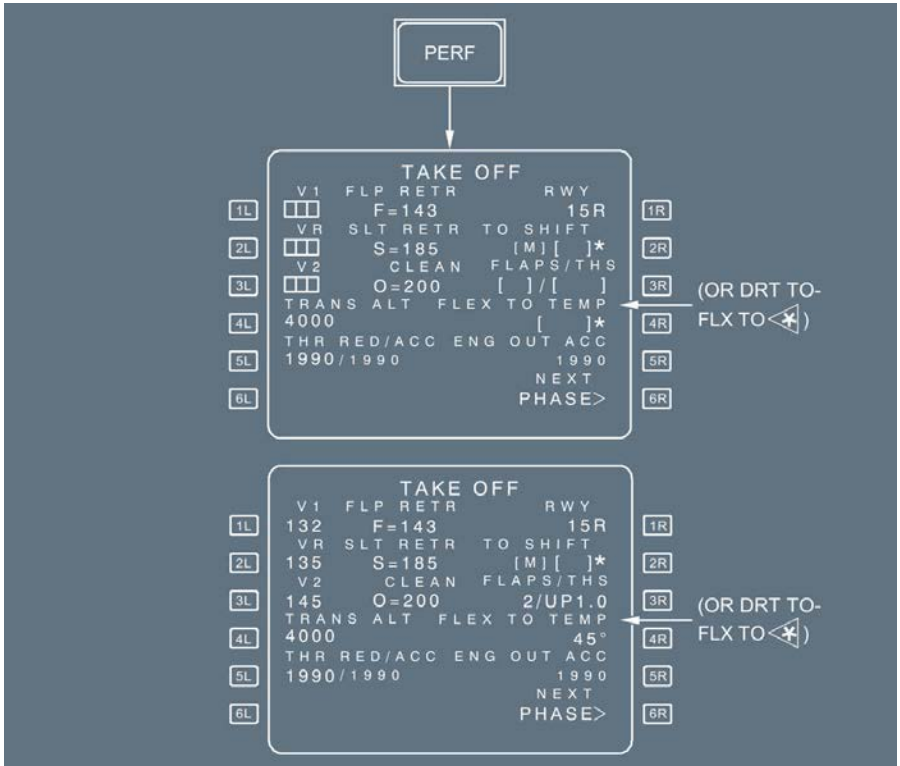 PERF
TAKE OFF
V1 FLP RETR RWY
1L F=143 15R 1R
VR SLT RETR TO SHIFT
2L S=185 [M][ ]* 2R
V2 CLEAN FLAPS/THS
3L O=200 [ ]/[ ] 3R
TRANS ALT FLEX TO TEMP
(OR DRT TO-
FLX TO * )
4L 4000 [ ]* 4R
THR RED/ACC ENG OUT ACC
5L 1990/1990 1990 5R
NEXT
6L PHASE> 6R
TAKE OFF
V1 FLP RETR RWY
1L 132 F=143 15R 1R
VR SLT RETR TO SHIFT
2L 135 S=185 [M][ ]* 2R
V2 CLEAN FLAPS/THS
3L 145 O=200 2/UP1.0 3R
TRANS ALT FLEX TO TEMP
(OR DRT TO-
FLX TO * )
4L 4000 45° 4R
THR RED/ACC ENG OUT ACC
5L 1990/1990 1990 5R
NEXT
6L PHASE> 6R